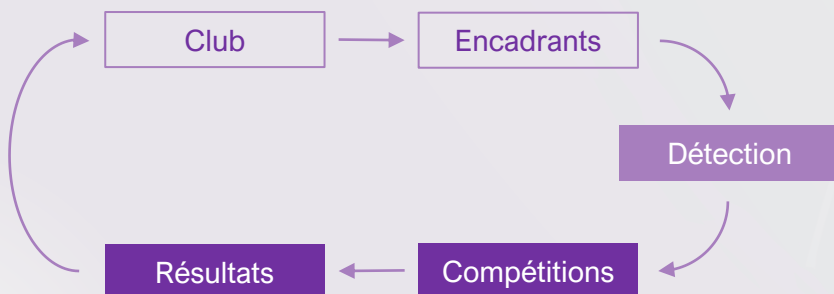 Club
Encadrants
Détection
Compétitions
Résultats